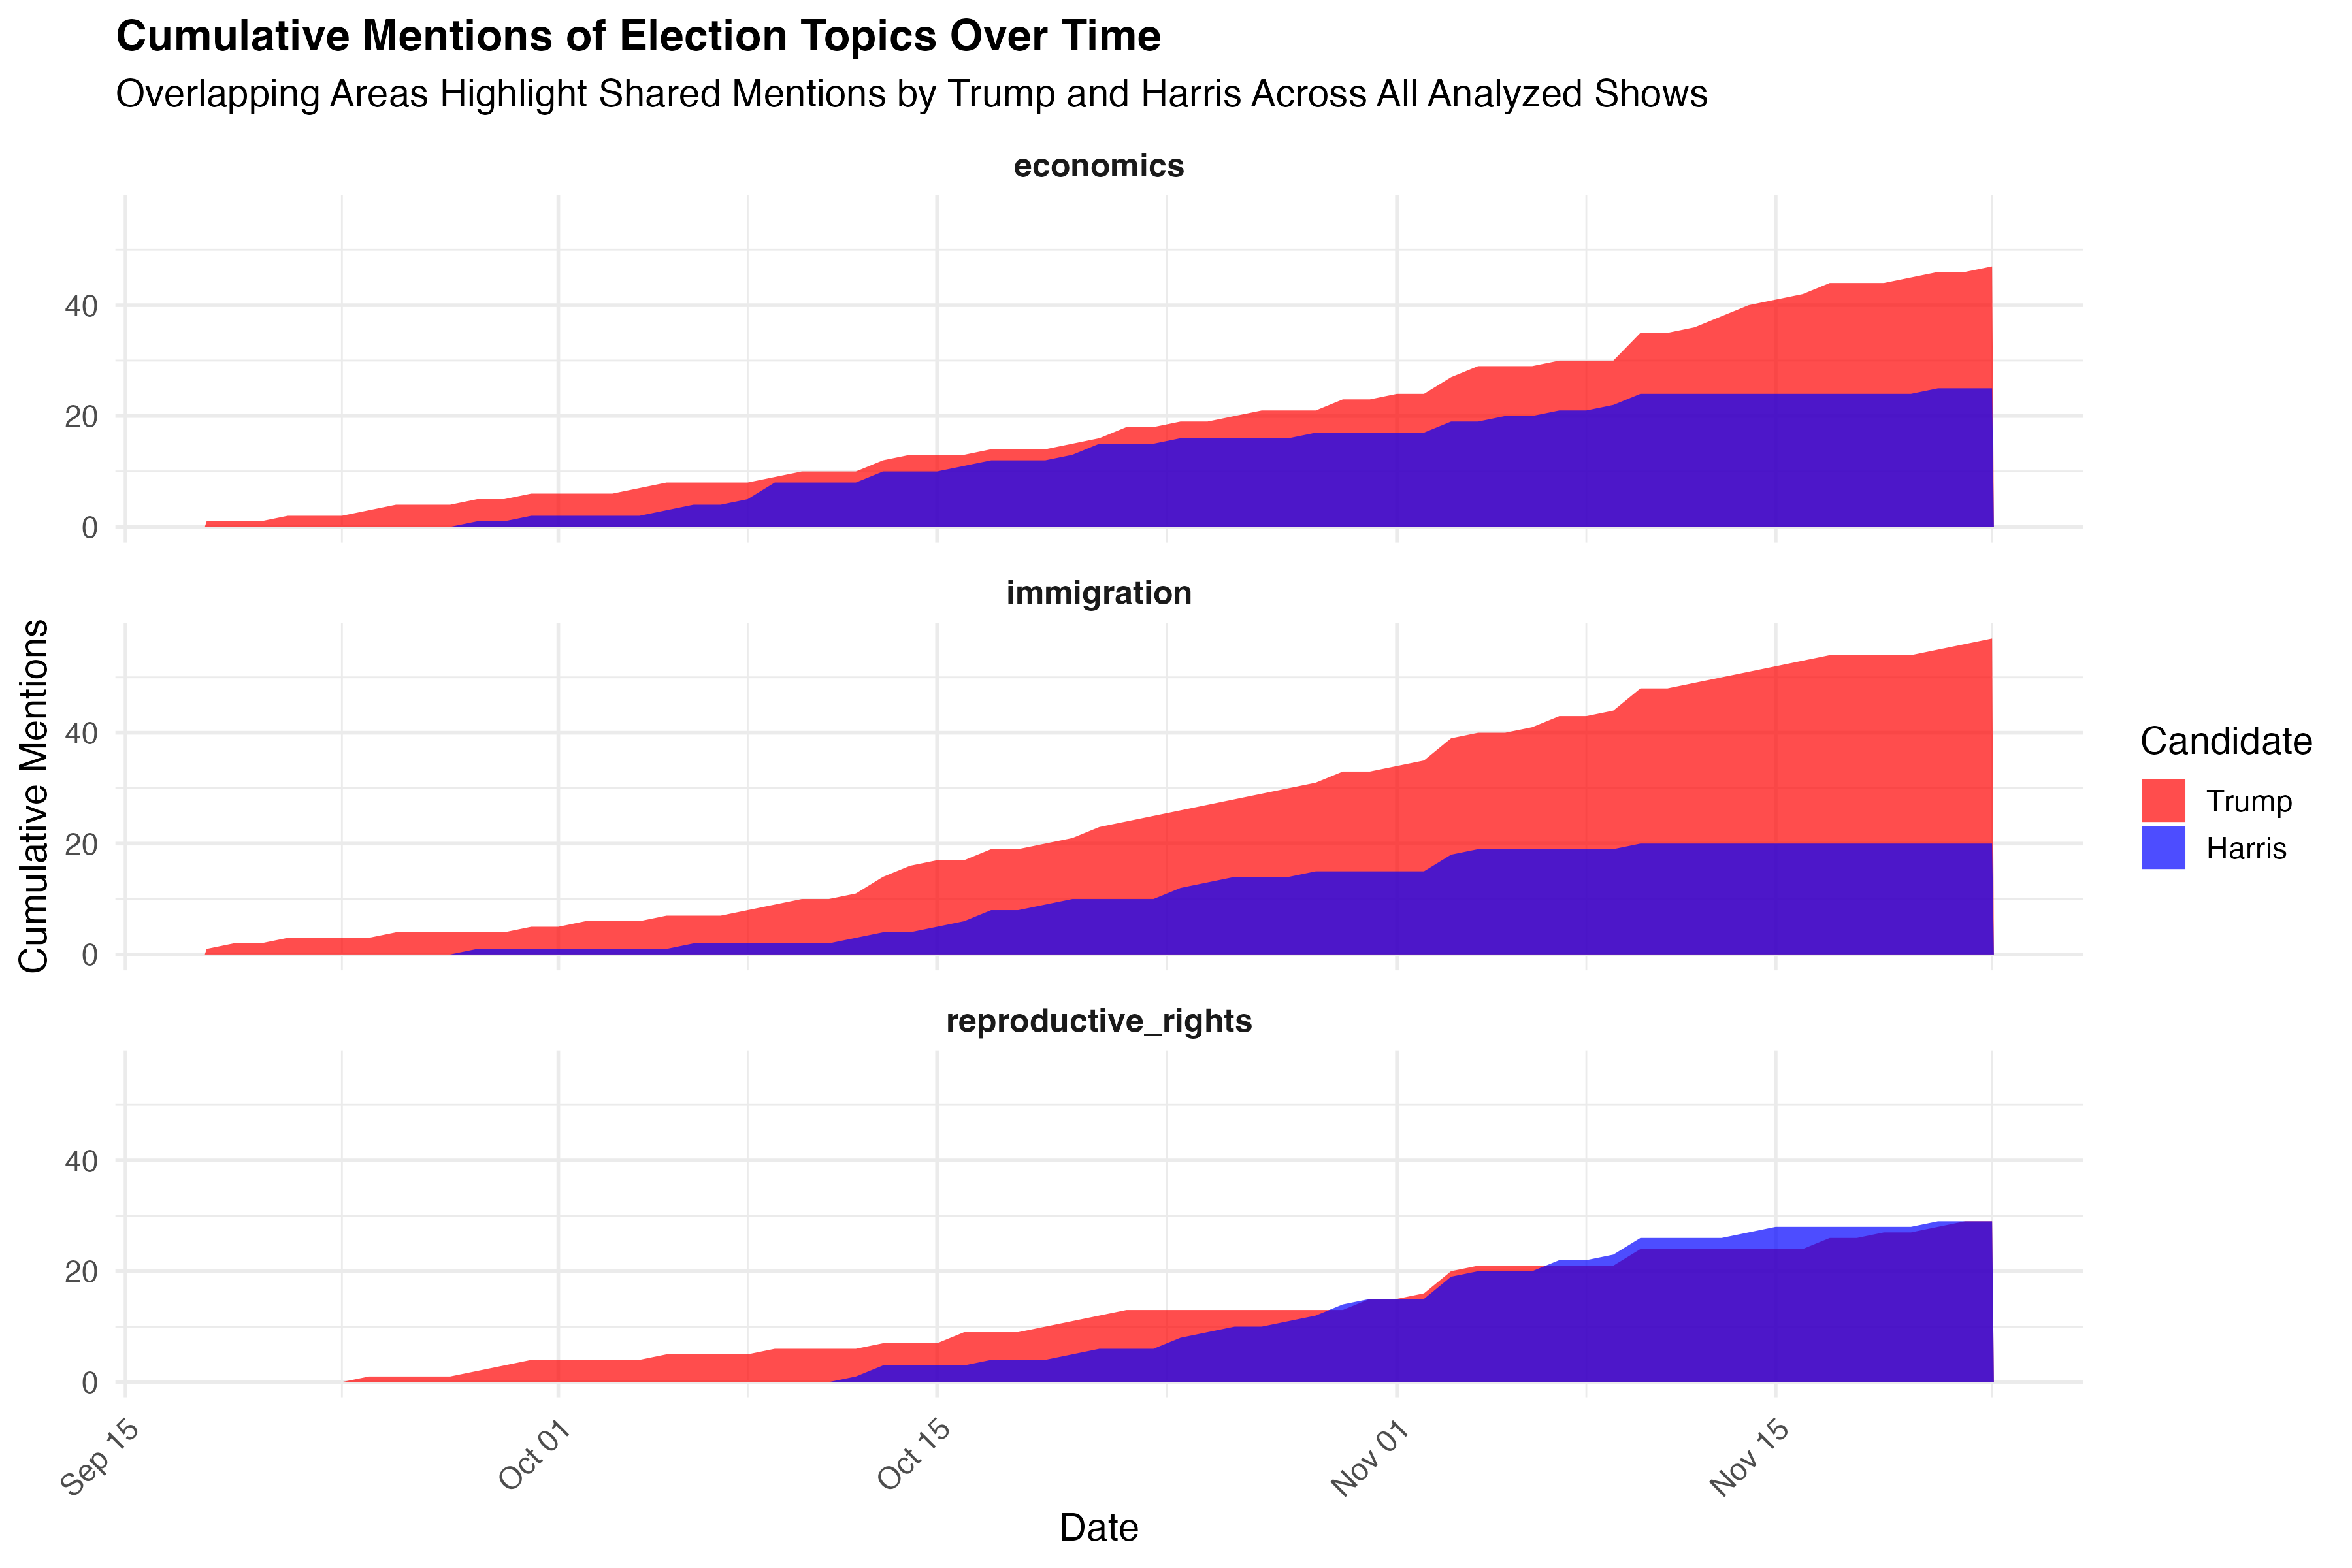 Cumulative Mentions of Election Topics Over Time
Overlapping Areas Highlight Shared Mentions by Trump and Harris Across All Analyzed Shows
economics
40
20
0
immigration
40
20
0
reproductive_rights
40
20
0
Sep 15
Oct 01
Oct 15
Nov 01
Nov 15
Date
Cumulative Mentions
Candidate
Trump
Harris